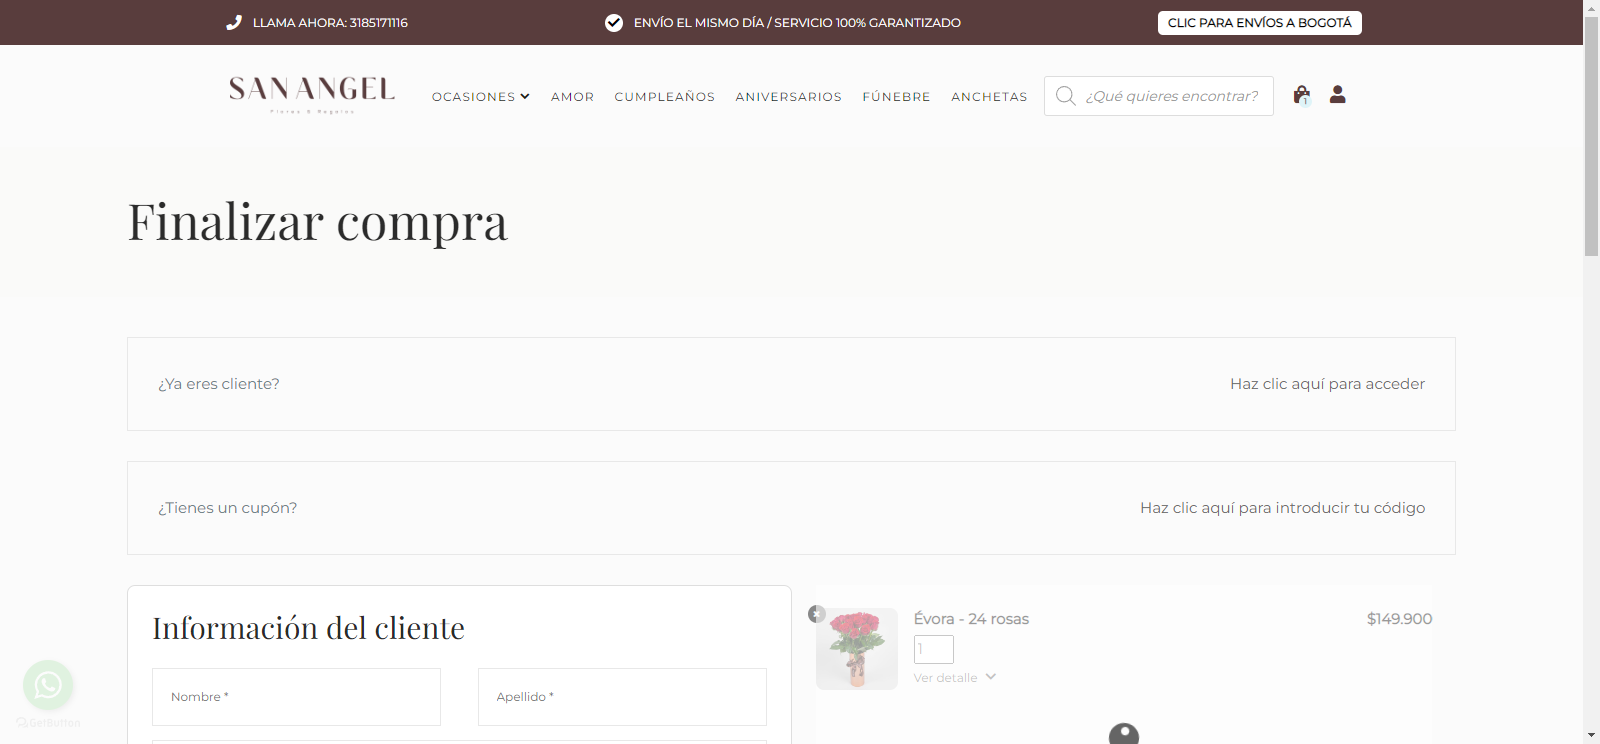 LLAMA AHORA: 3185171116
ENVÍO EL MISMO DÍA / SERVICIO 100% GARANTIZADO
CLIC PARA ENVÍOS A BOGOTÁ
SAN ANGEL
Flores & Regalos
OCASIONES
AMOR
CUMPLEAÑOS
ANIVERSARIOS
FÚNEBRE
ANCHETAS
¿Qué quieres encontrar?
1
Finalizar compra
¿Ya eres cliente?
Haz clic aquí para acceder
¿Tienes un cupón?
Haz clic aquí para introducir tu código
Información del cliente
Nombre *
Apellido *
Évora - 24 rosas
$149.900
1
Ver detalle
GetButton